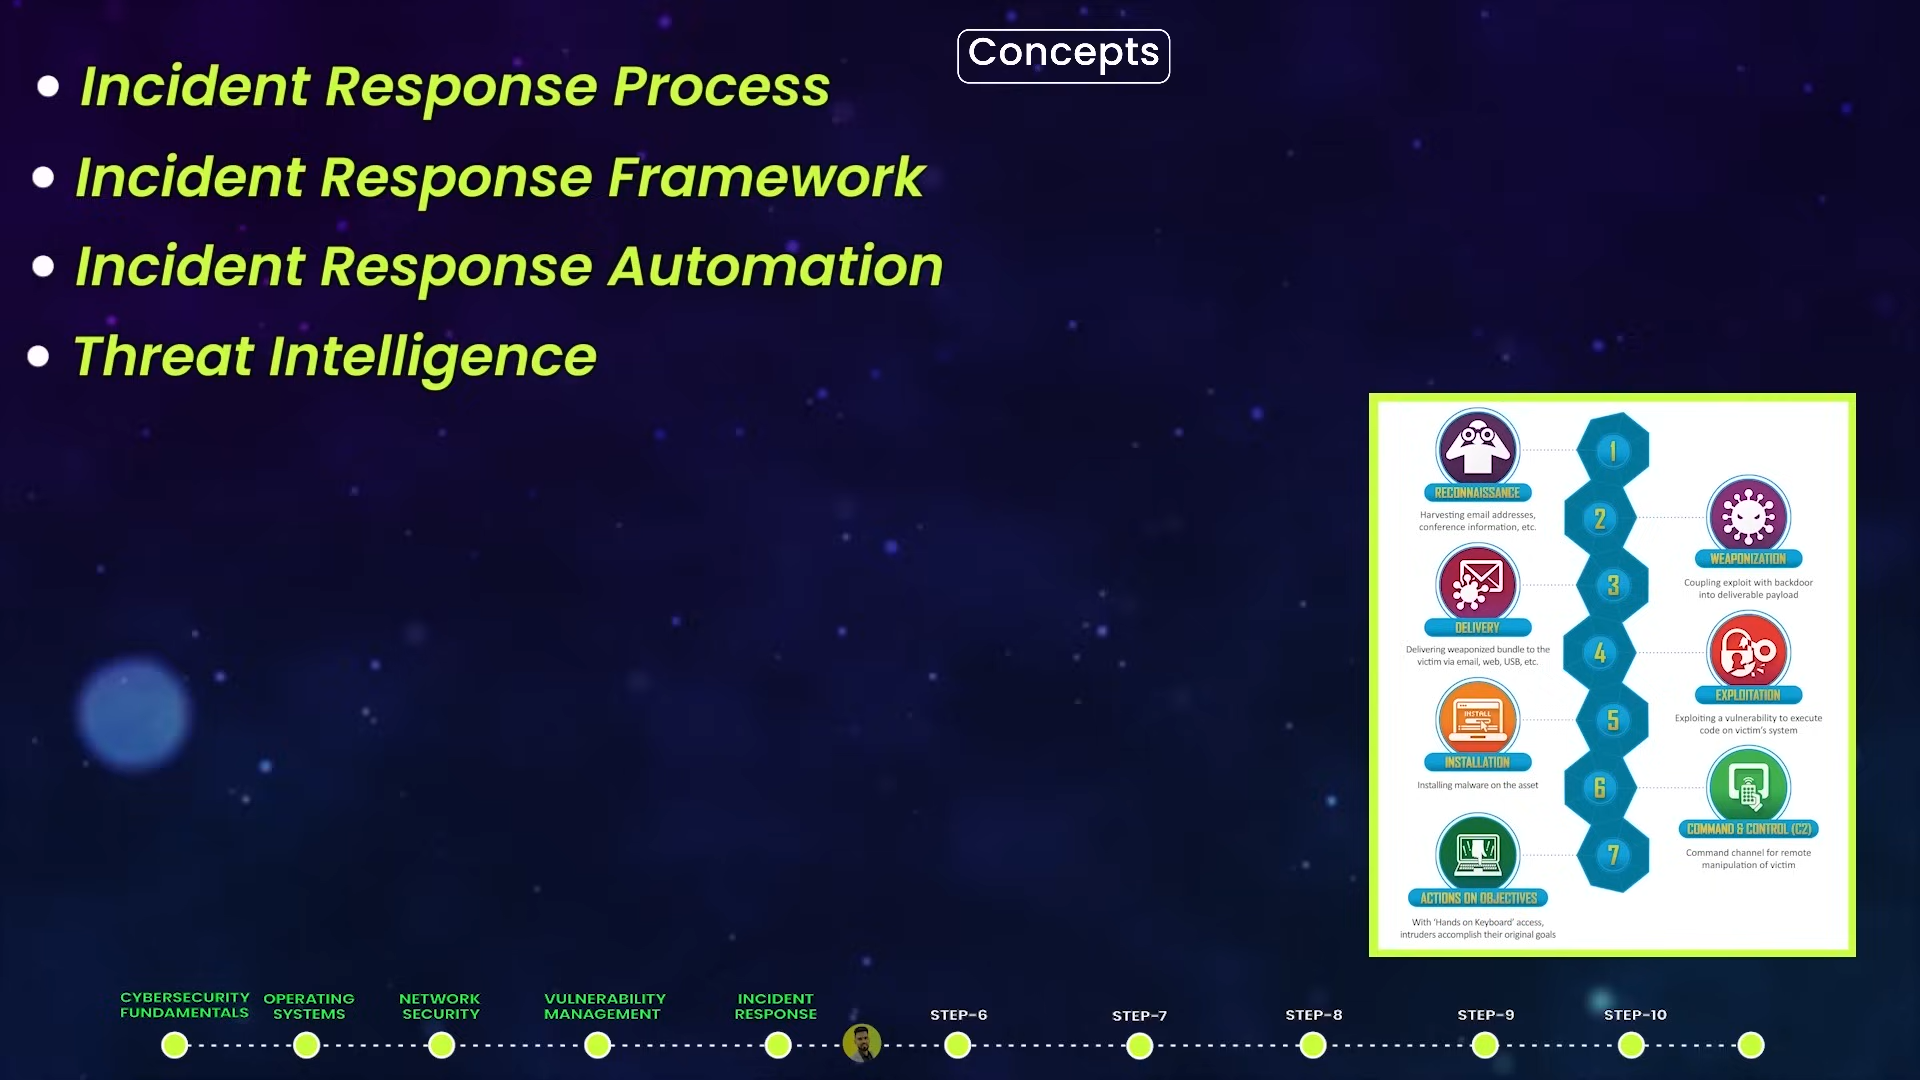 Concepts
Incident Response Process
Incident Response Framework
Incident Response Automation
Threat Intelligence
1
RECONNAISSANCE
Harvesting email addresses,
conference information, etc.
2
WEAPONIZATION
Coupling exploit with backdoor
into deliverable payload
3
DELIVERY
Delivering weaponized bundle to the
victim via email, web, USB, etc.
4
EXPLOITATION
Exploiting a vulnerability to execute
code on victim's system
5
INSTALL
INSTALLATION
Installing malware on the asset
6
COMMAND & CONTROL (C2)
Command channel for remote
manipulation of victim
7
ACTIONS ON OBJECTIVES
With 'Hands on Keyboard' access,
intruders accomplish their original goals
CYBERSECURITY
FUNDAMENTALS
OPERATING
SYSTEMS
NETWORK
SECURITY
VULNERABILITY
MANAGEMENT
INCIDENT
RESPONSE
STEP-6
STEP-7
STEP-8
STEP-9
STEP-10